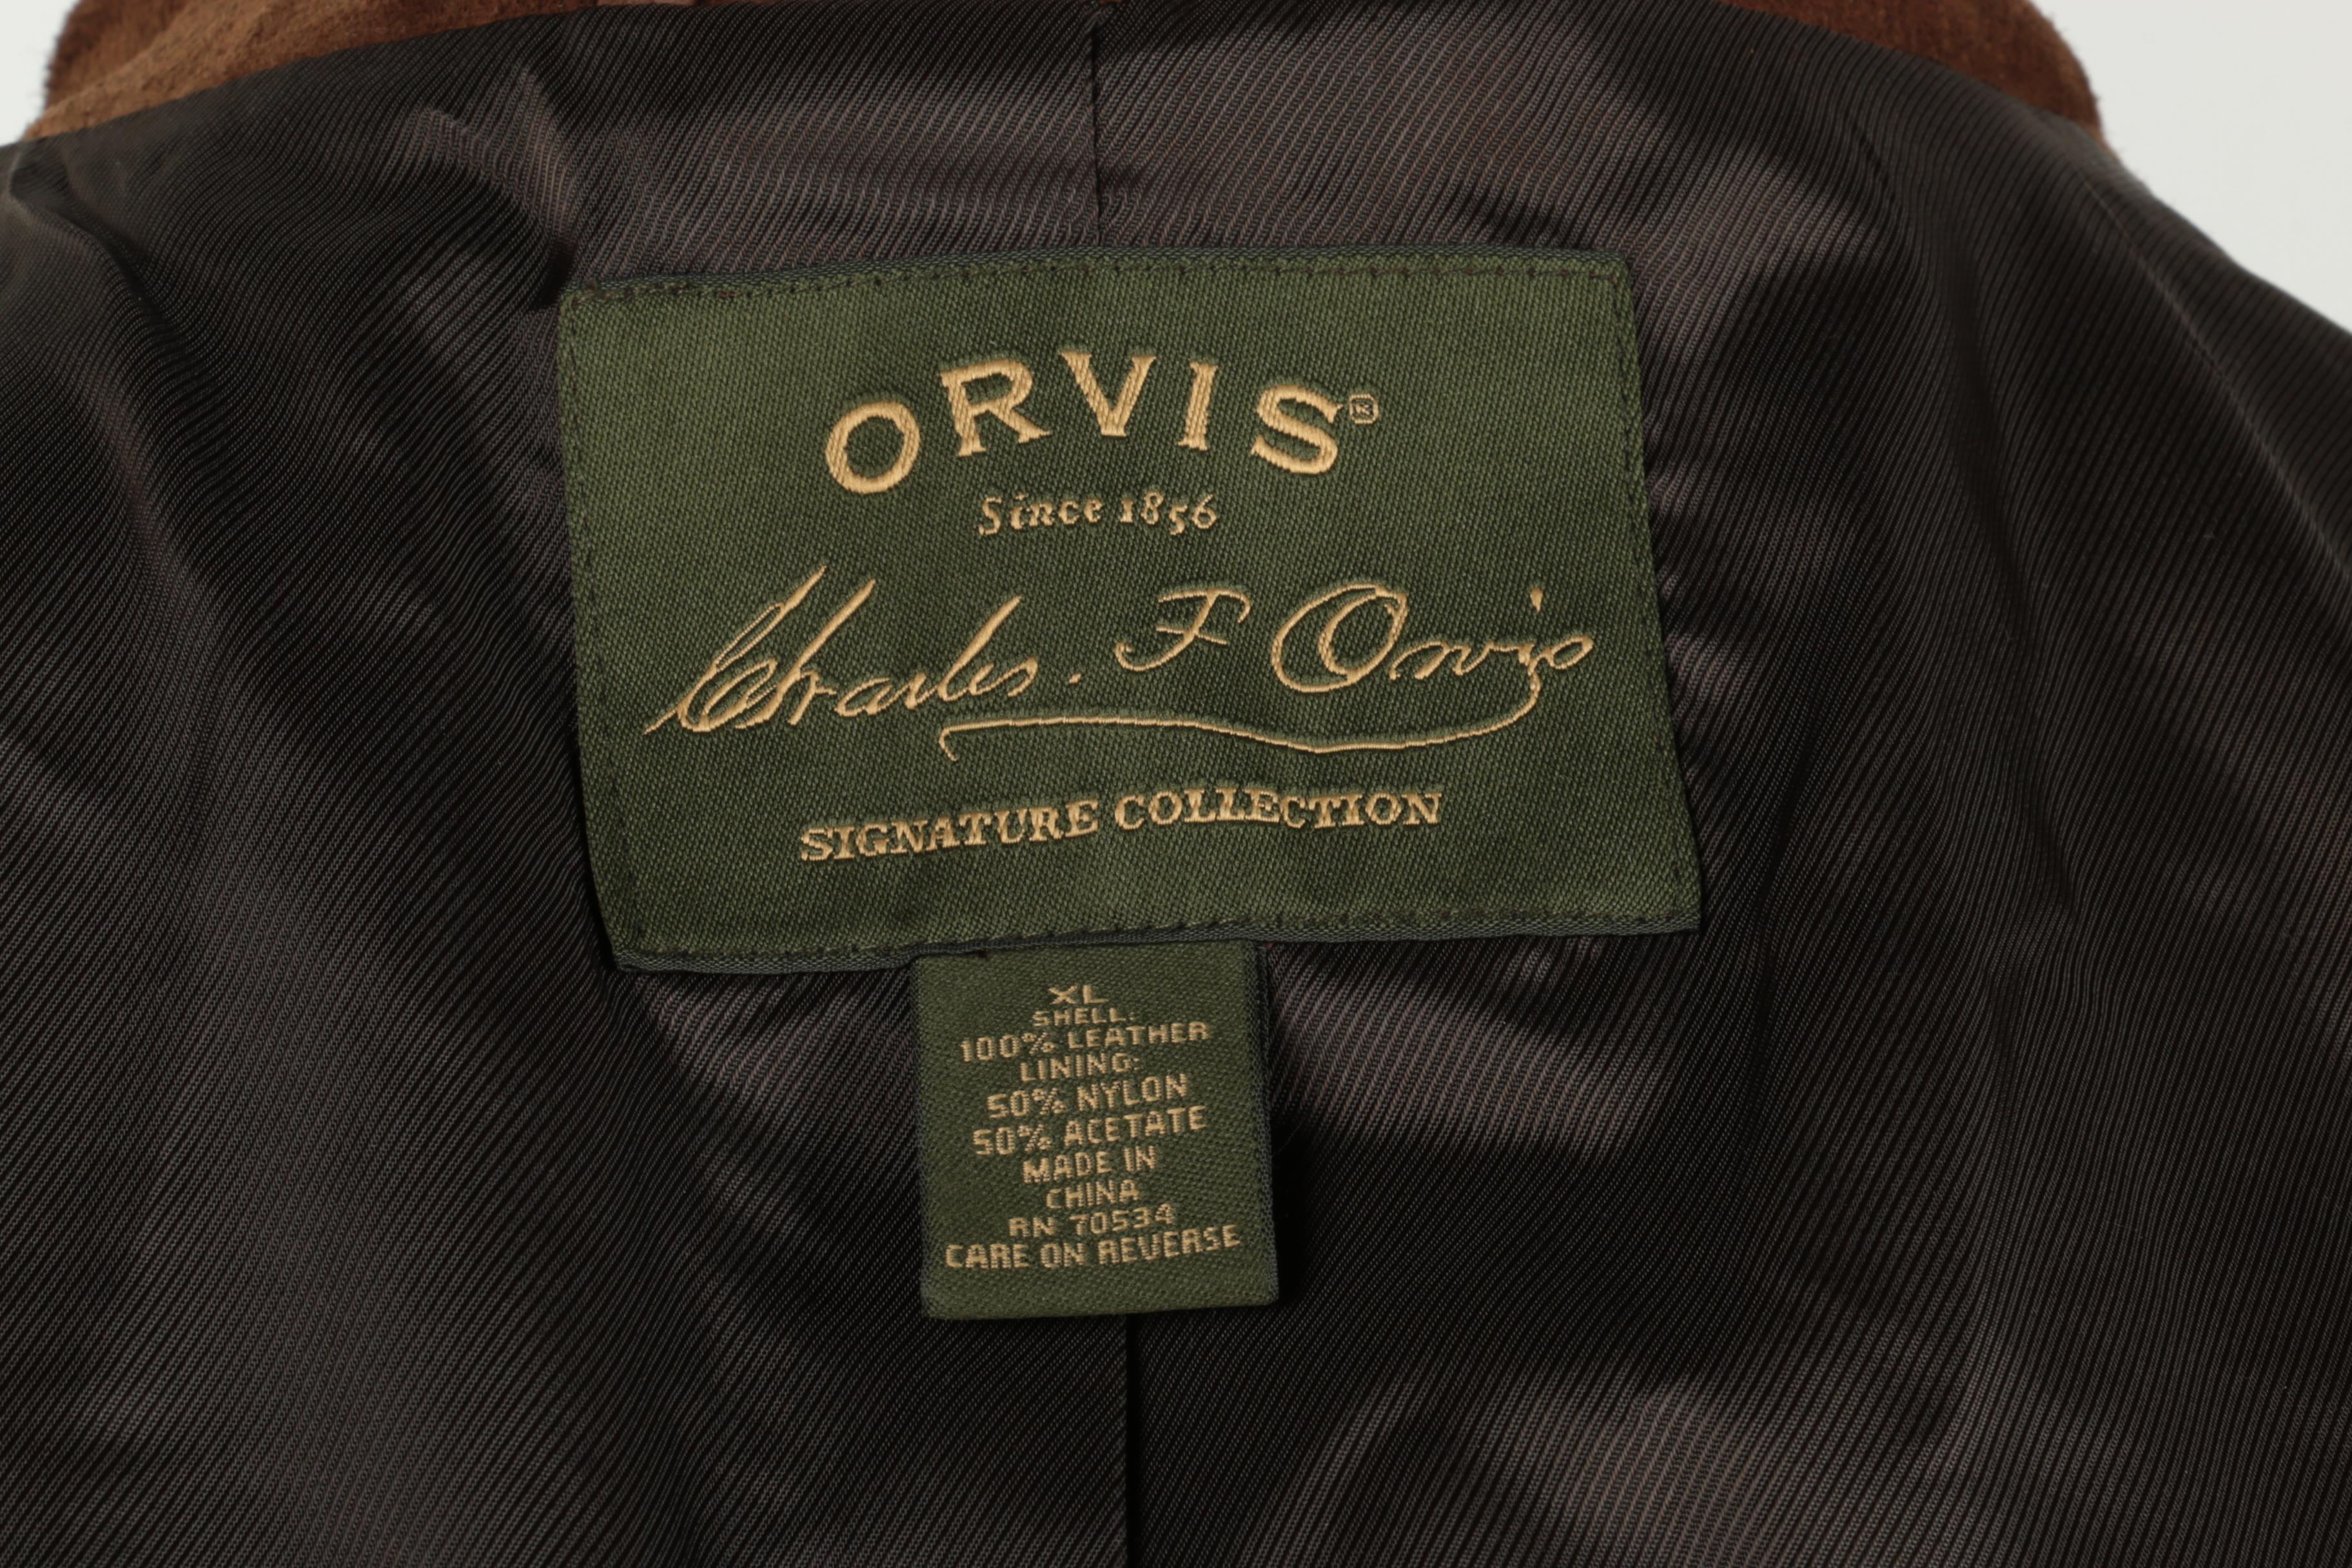 ORVIS®
Since 1856
Charles. F Orvis
SIGNATURE COLLECTION
XL
SHELL:
100% LEATHER
LINING:
50% NYLON
50% ACETATE
MADE IN
CHINA
RN 70534
CARE ON REVERSE